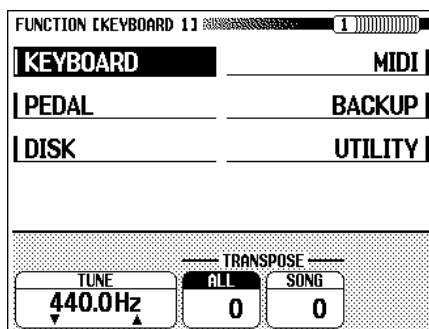 FUNCTION [KEYBOARD 1] 1
KEYBOARD MIDI
PEDAL BACKUP
DISK UTILITY
TRANSPOSE
TUNE ALL SONG
440.0Hz 0 0